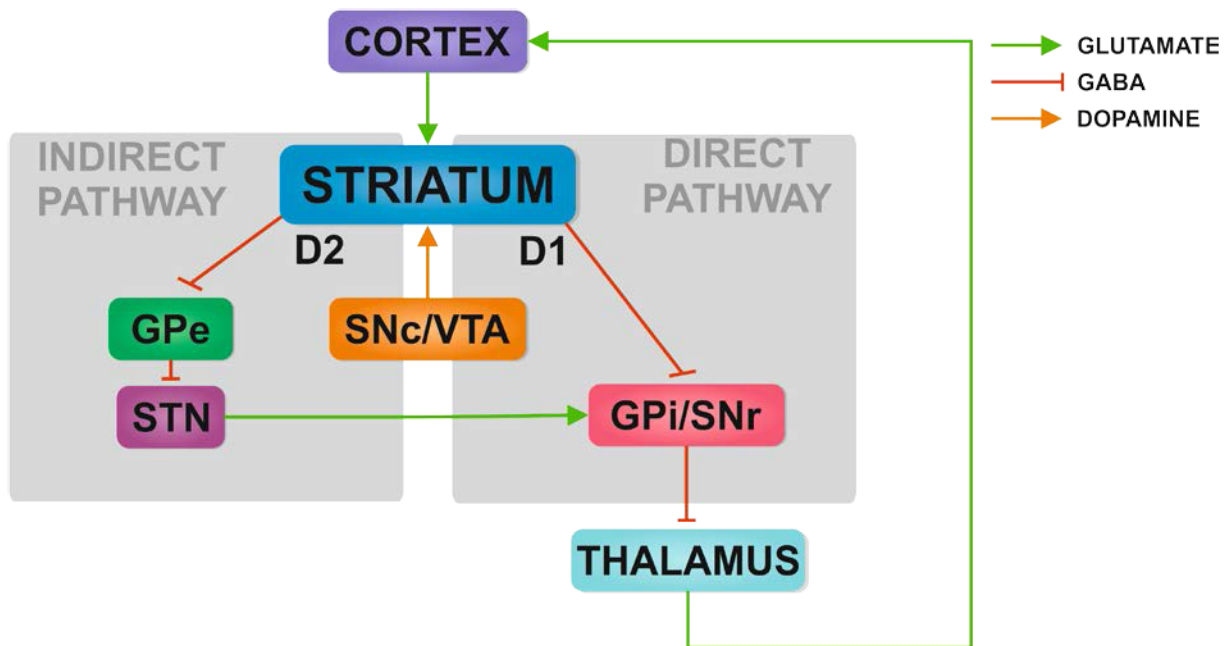 CORTEX
GLUTAMATE
GABA
DOPAMINE
INDIRECT
PATHWAY
DIRECT
PATHWAY
STRIATUM
D2
D1
GPe
SNc/VTA
STN
GPi/SNr
THALAMUS